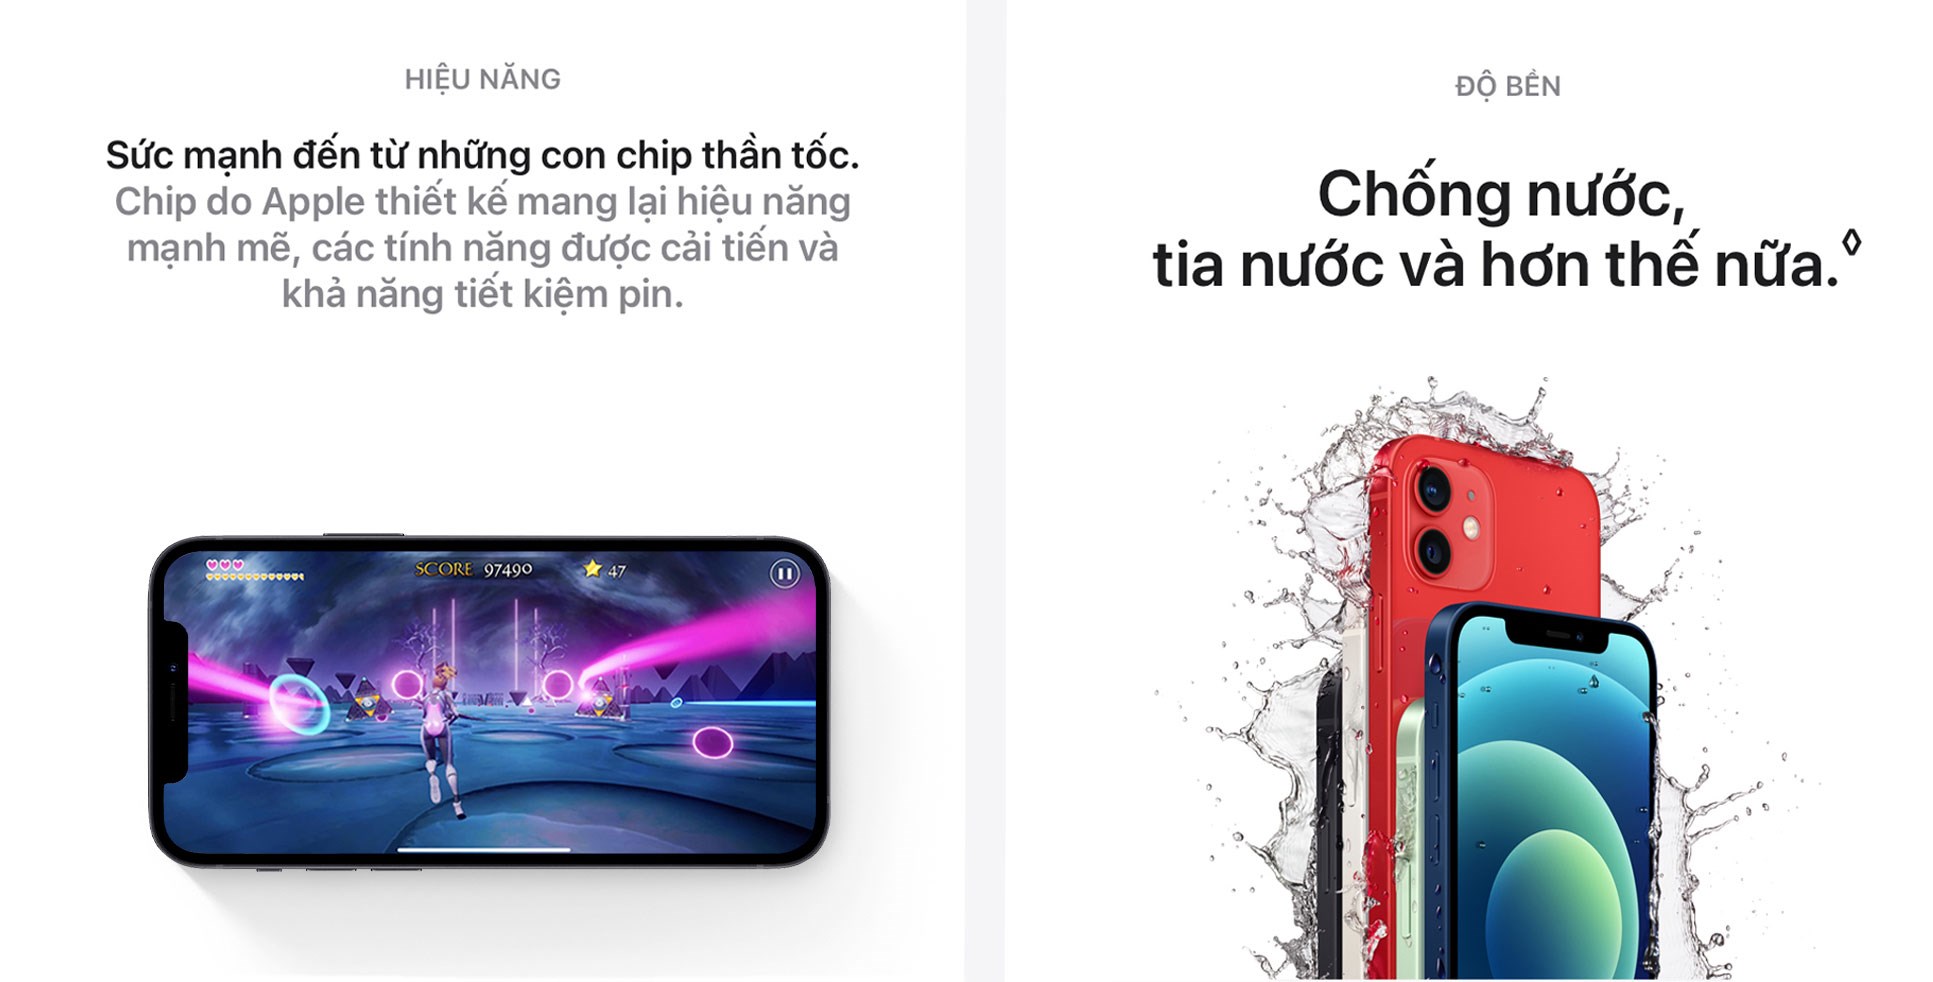 HIỆU NĂNG
Sức mạnh đến từ những con chip thần tốc.
Chip do Apple thiết kế mang lại hiệu năng
mạnh mẽ, các tính năng được cải tiến và
khả năng tiết kiệm pin.
SCORE 97490
47
ĐỘ BỀN
Chống nước,
tia nước và hơn thế nữa.◊